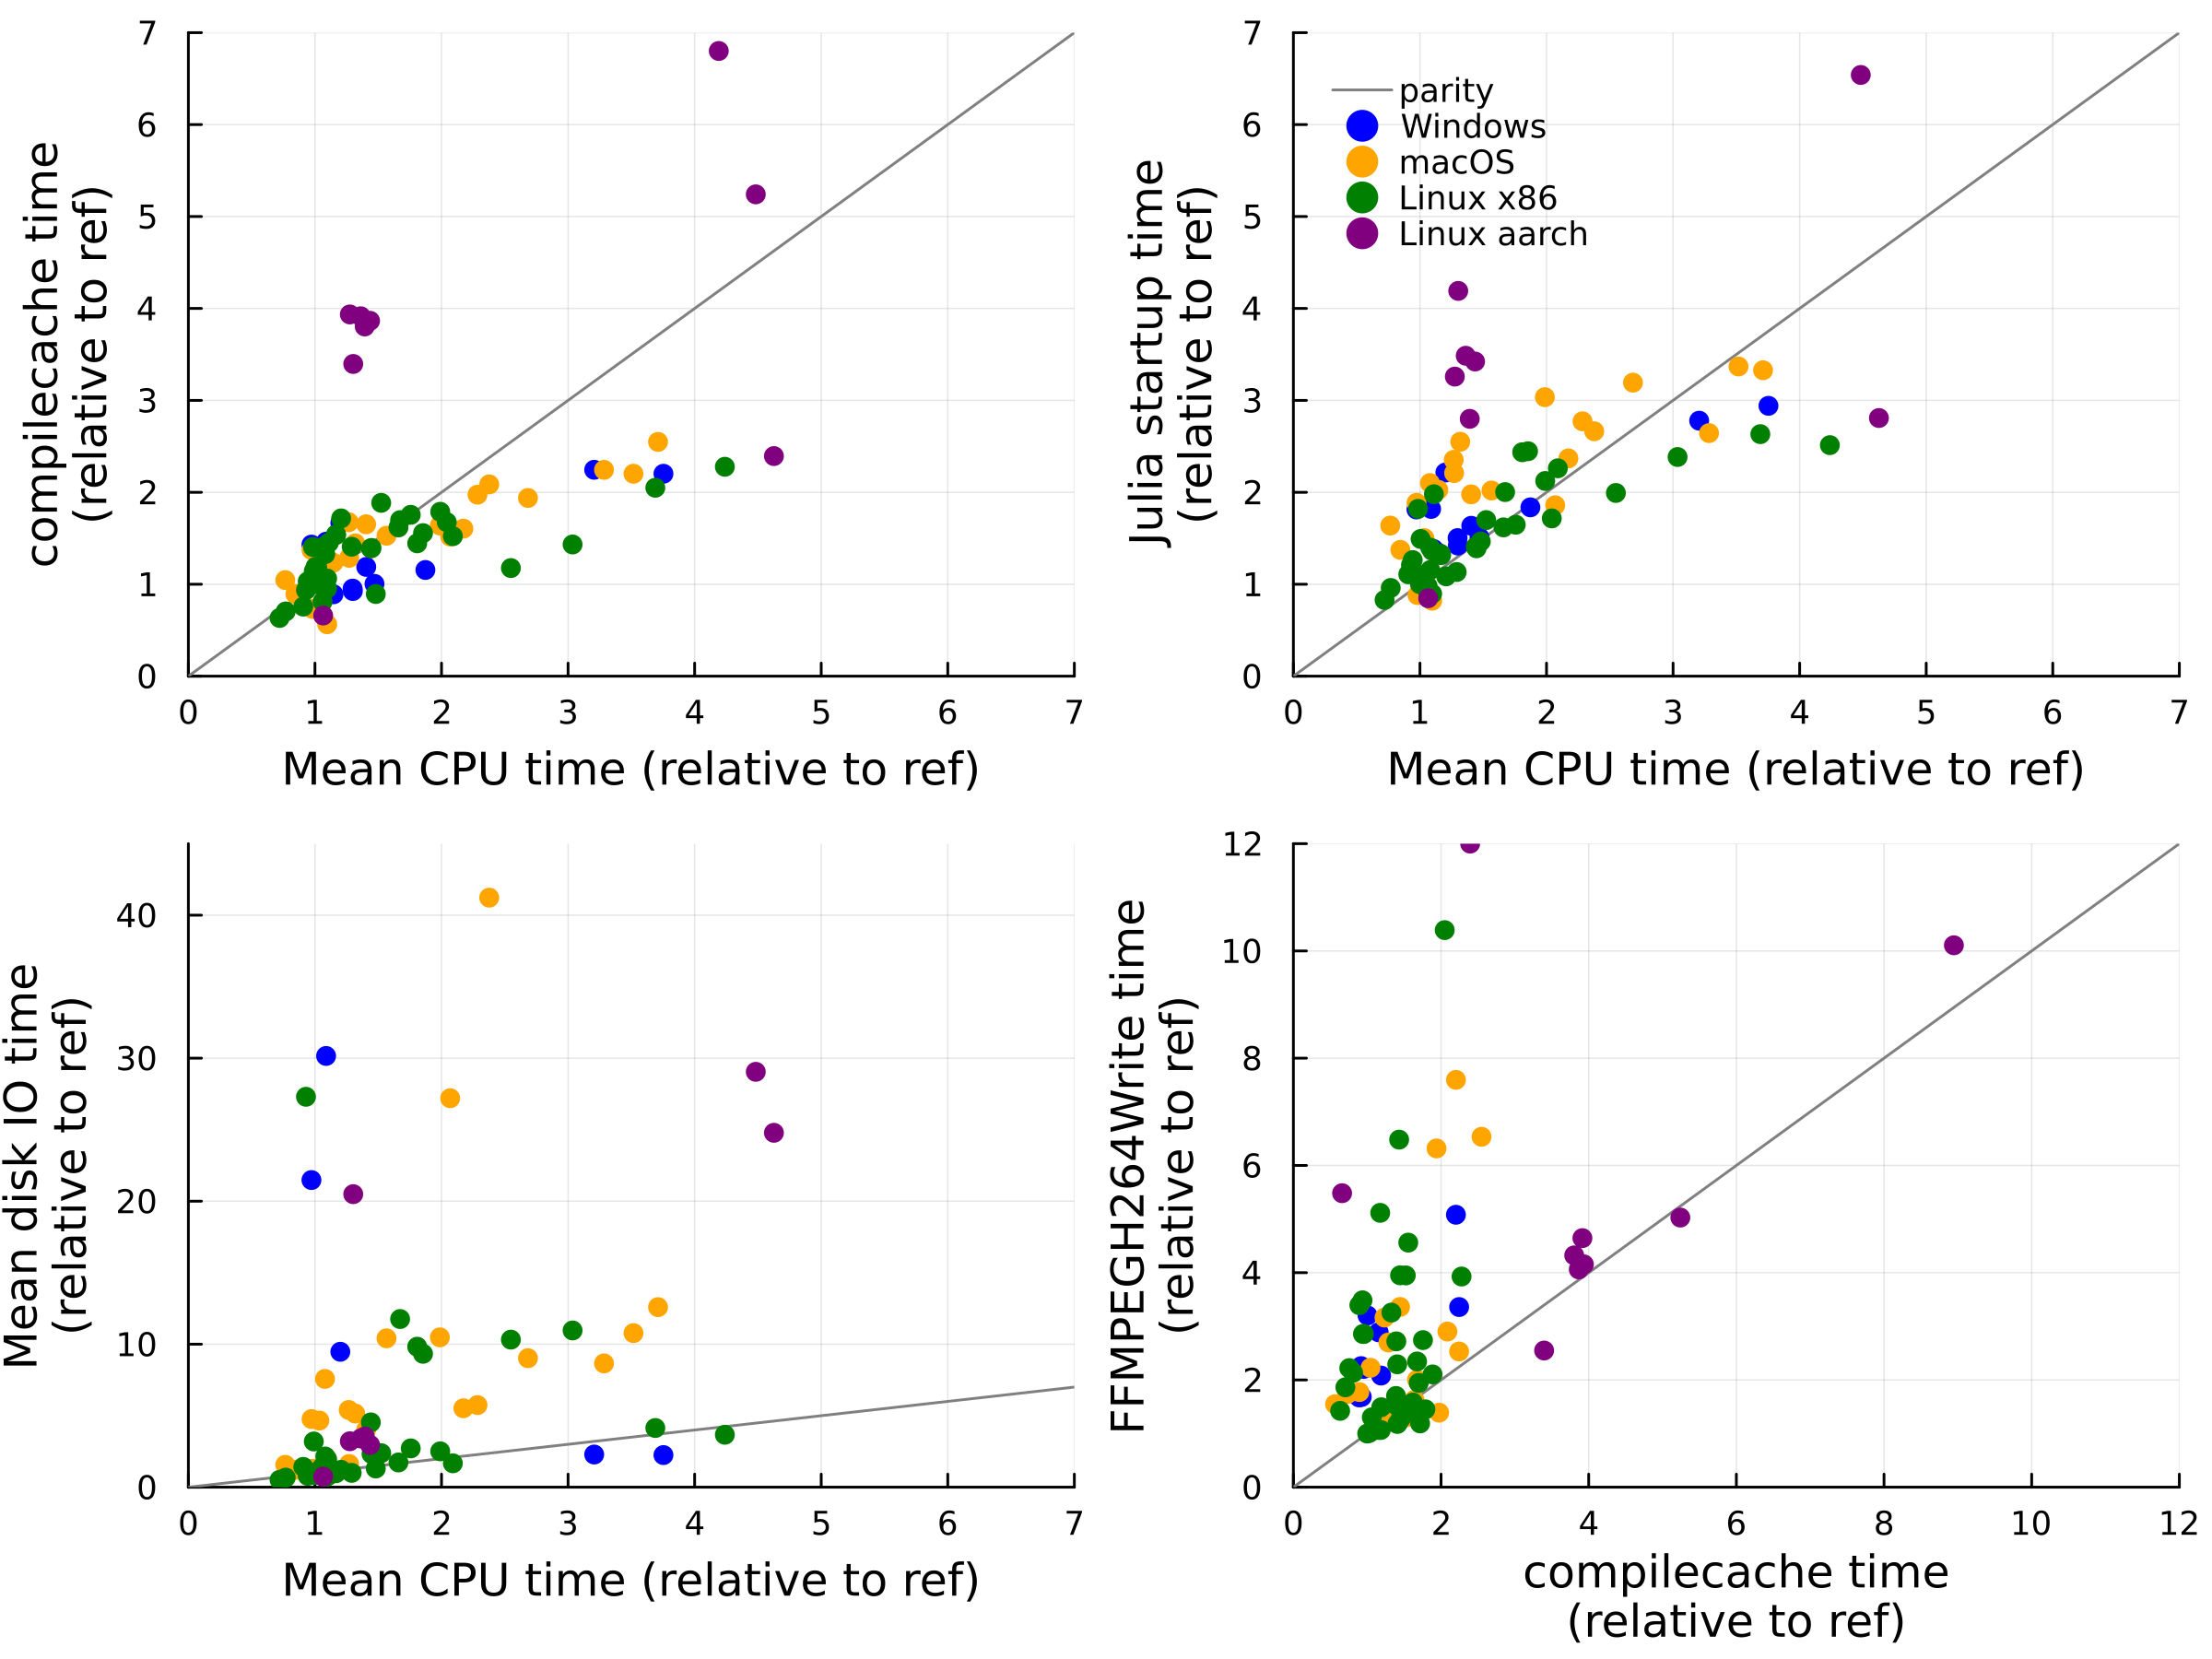 compilecache time
(relative to ref)
7
6
5
4
3
2
1
0
0 1 2 3 4 5 6 7
Mean CPU time (relative to ref)
Julia startup time
(relative to ref)
7
6
5
4
3
2
1
0
parity
Windows
macOS
Linux x86
Linux aarch
0 1 2 3 4 5 6 7
Mean CPU time (relative to ref)
Mean disk IO time
(relative to ref)
40
30
20
10
0
0 1 2 3 4 5 6 7
Mean CPU time (relative to ref)
FFMPEGH264Write time
(relative to ref)
12
10
8
6
4
2
0
0 2 4 6 8 10 12
compilecache time
(relative to ref)